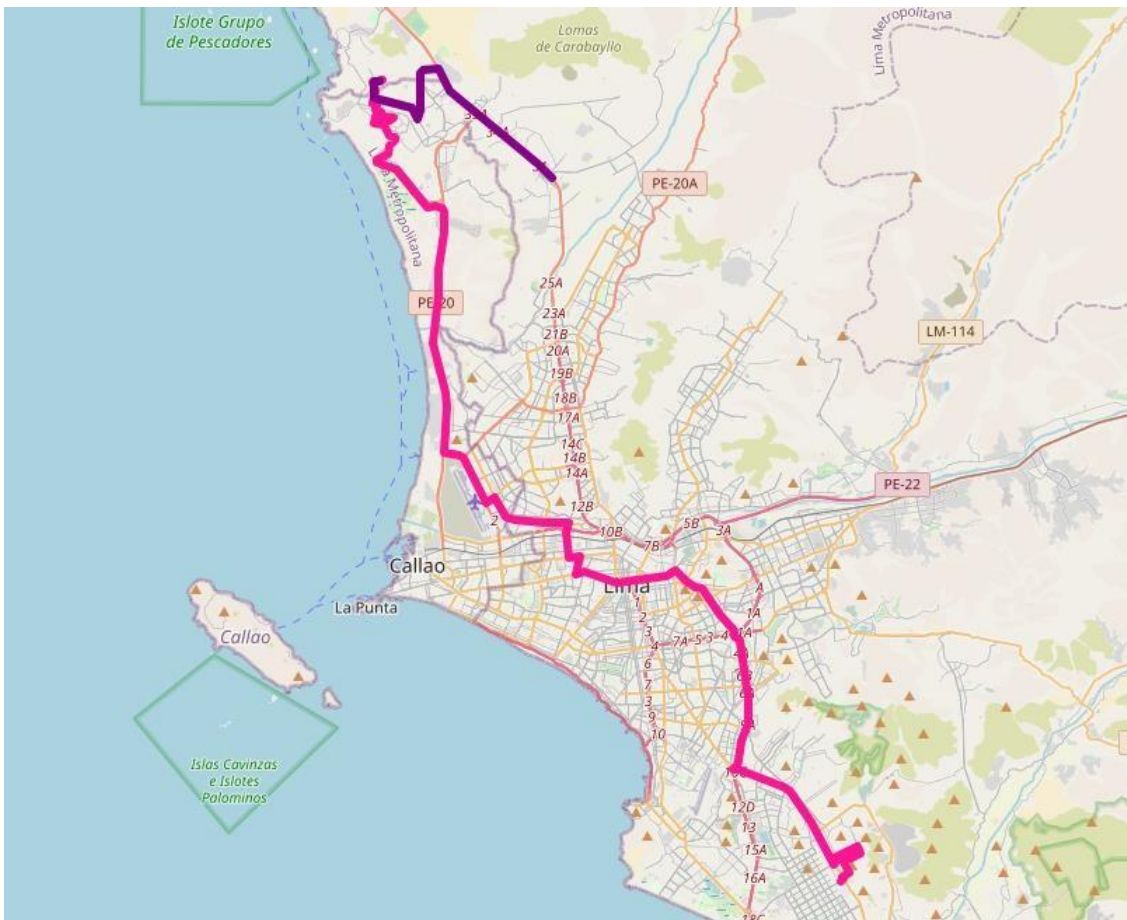 Islote Grupo
de Pescadores
Lomas
de Carabayllo
Lima Metropolitana
Lima Metropolitana
PE-20A
PE-20
25A
23A
21B
20A
19B
18B
17A
14C
14B
14A
12B
10B
7B
5B
3A
PE-22
LM-114
2
Callao
La Punta
Callao
Lima
A
1A
1A
1
2
3
4
7A
5
3
4
6
7
3
9
10
Islas Cavinzas
e Islotes
Palominos
12D
13
15A
16A
18C